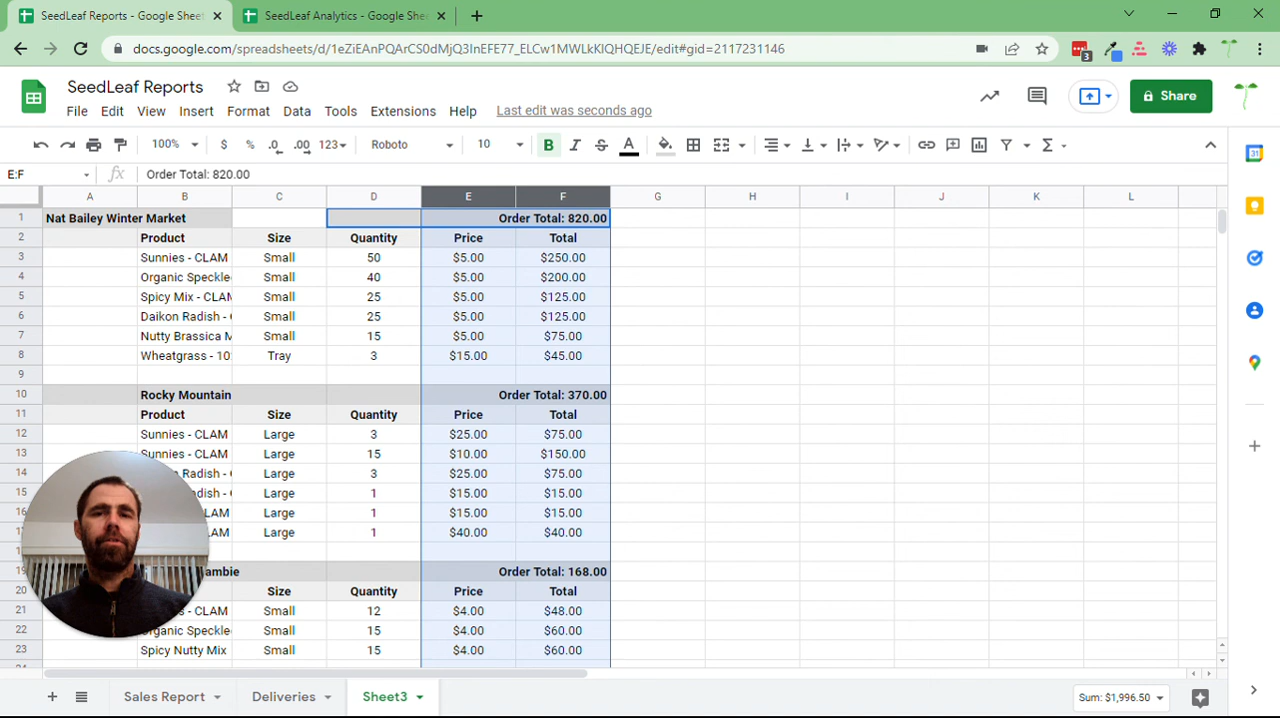 SeedLeaf Reports - Google Sheet
SeedLeaf Analytics - Google She
docs.google.com/spreadsheets/d/1eZiEAnPQArCS0dMjQ3InEFE77_ELCw1MWLkKIQHQEJE/edit#gid=2117231146
3
SeedLeaf Reports
File Edit View Insert Format Data Tools Extensions Help Last edit was seconds ago
Share
100% $ % .0 .00 123 Roboto 10 B I S A
E:F fx Order Total: 820.00
A B C D E F G H I J K L
1 Nat Bailey Winter Market Order Total: 820.00
2 Product Size Quantity Price Total
3 Sunnies - CLAM Small 50 $5.00 $250.00
4 Organic Speckle Small 40 $5.00 $200.00
5 Spicy Mix - CLAM Small 25 $5.00 $125.00
6 Daikon Radish - Small 25 $5.00 $125.00
7 Nutty Brassica M Small 15 $5.00 $75.00
8 Wheatgrass - 10 Tray 3 $15.00 $45.00
9
10 Rocky Mountain Order Total: 370.00
11 Product Size Quantity Price Total
12 Sunnies - CLAM Large 3 $25.00 $75.00
13 Sunnies - CLAM Large 15 $10.00 $150.00
14 Radish - Large 3 $25.00 $75.00
15 dish - Large 1 $15.00 $15.00
16 LAM Large 1 $15.00 $15.00
LAM Large 1 $40.00 $40.00
19 ambie Order Total: 168.00
20 Size Quantity Price Total
21 - CLAM Small 12 $4.00 $48.00
22 Organic Speckle Small 15 $4.00 $60.00
23 Spicy Nutty Mix Small 15 $4.00 $60.00
Sales Report Deliveries Sheet3 Sum: $1,996.50